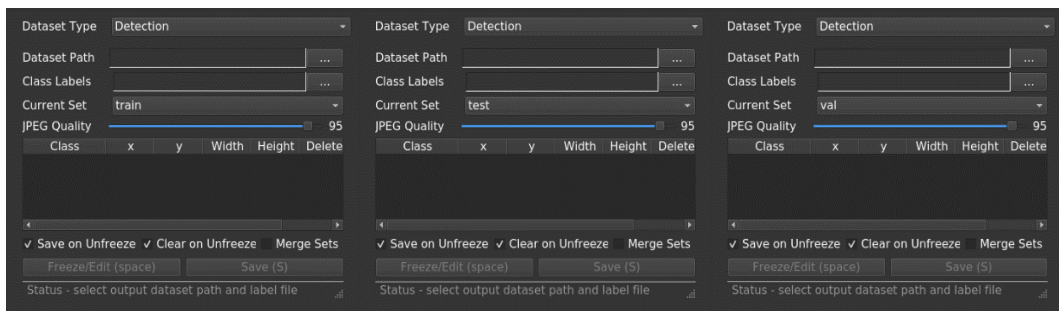 Dataset Type Detection
Dataset Path ...
Class Labels ...
Current Set train
JPEG Quality 95
Class x y Width Height Delete
Save on Unfreeze Clear on Unfreeze Merge Sets
Freeze/Edit (space) Save (S)
Status - select output dataset path and label file
Dataset Type Detection
Dataset Path ...
Class Labels ...
Current Set test
JPEG Quality 95
Class x y Width Height Delete
Save on Unfreeze Clear on Unfreeze Merge Sets
Freeze/Edit (space) Save (S)
Status - select output dataset path and label file
Dataset Type Detection
Dataset Path ...
Class Labels ...
Current Set val
JPEG Quality 95
Class x y Width Height Delete
Save on Unfreeze Clear on Unfreeze Merge Sets
Freeze/Edit (space) Save (S)
Status - select output dataset path and label file